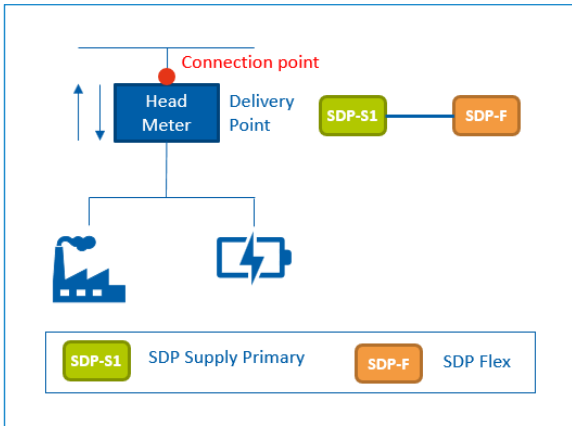 Connection point
Head
Meter
Delivery
Point
SDP-S1
SDP-F
SDP-S1
SDP Supply Primary
SDP-F
SDP Flex